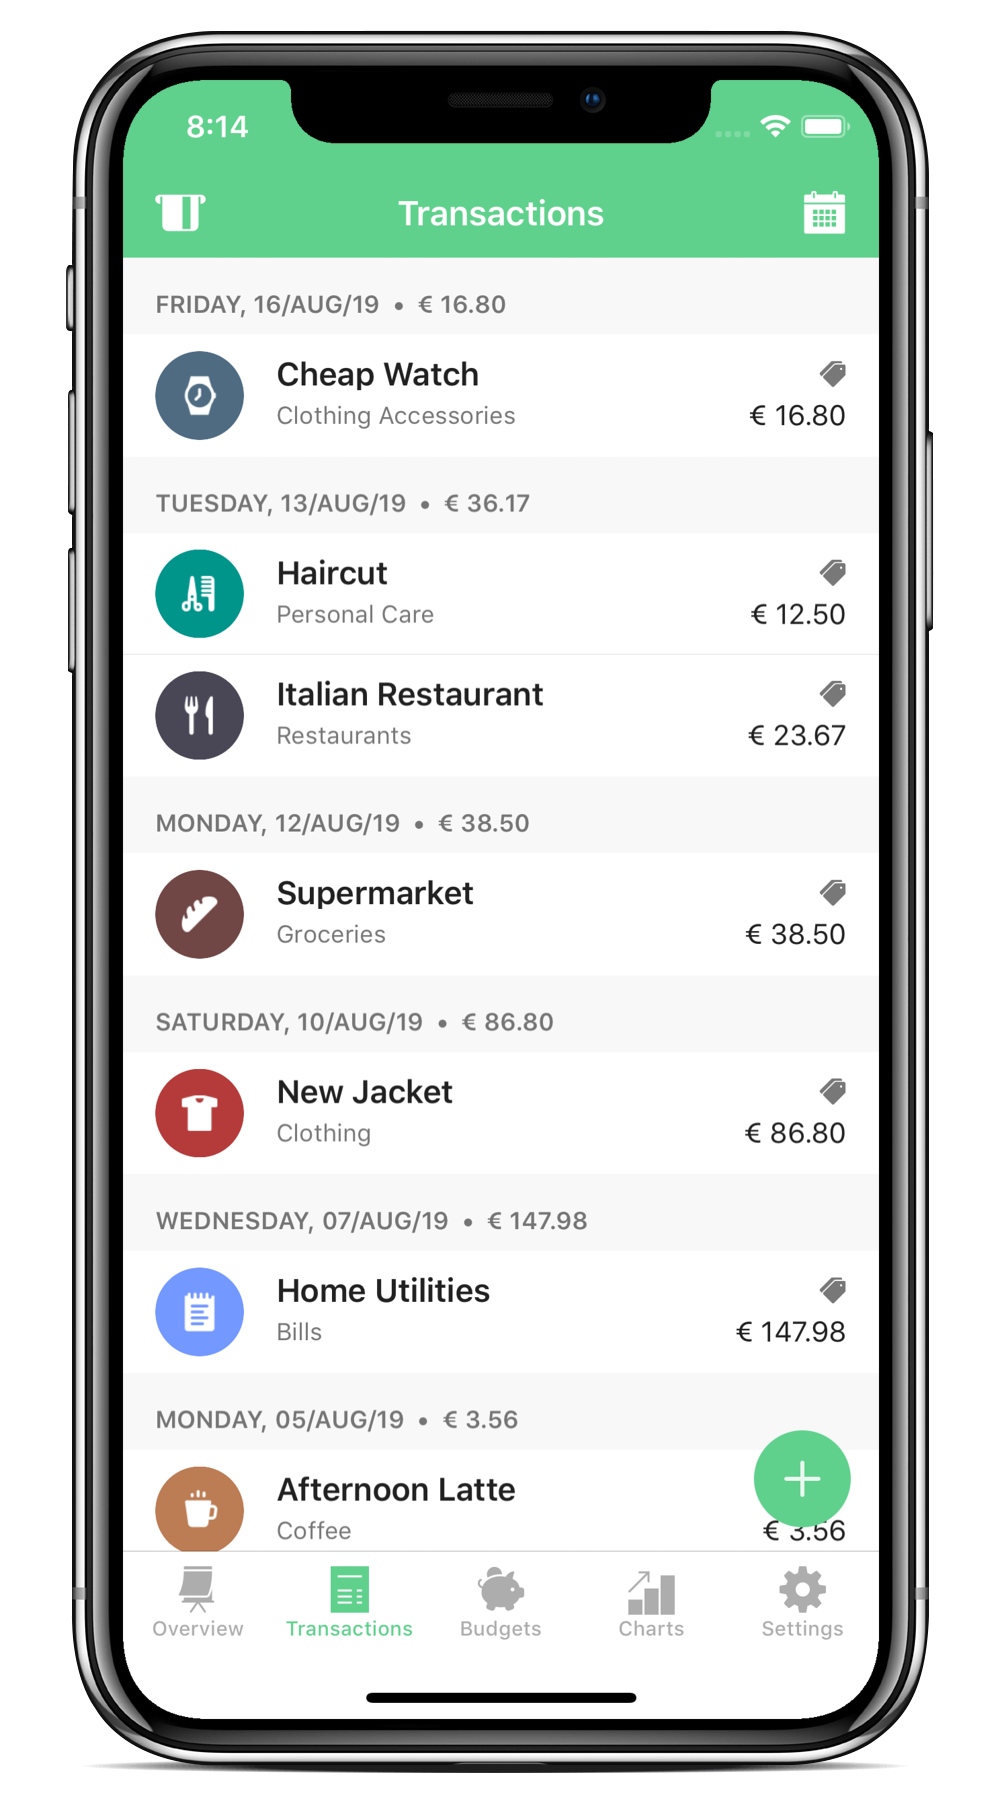 8:14
Transactions
FRIDAY, 16/AUG/19 • € 16.80
Cheap Watch
Clothing Accessories
€ 16.80
TUESDAY, 13/AUG/19 • € 36.17
Haircut
Personal Care
€ 12.50
Italian Restaurant
Restaurants
€ 23.67
MONDAY, 12/AUG/19 • € 38.50
Supermarket
Groceries
€ 38.50
SATURDAY, 10/AUG/19 • € 86.80
New Jacket
Clothing
€ 86.80
WEDNESDAY, 07/AUG/19 • € 147.98
Home Utilities
Bills
€ 147.98
MONDAY, 05/AUG/19 • € 3.56
Afternoon Latte
Coffee
€ 3.56
Overview
Transactions
Budgets
Charts
Settings